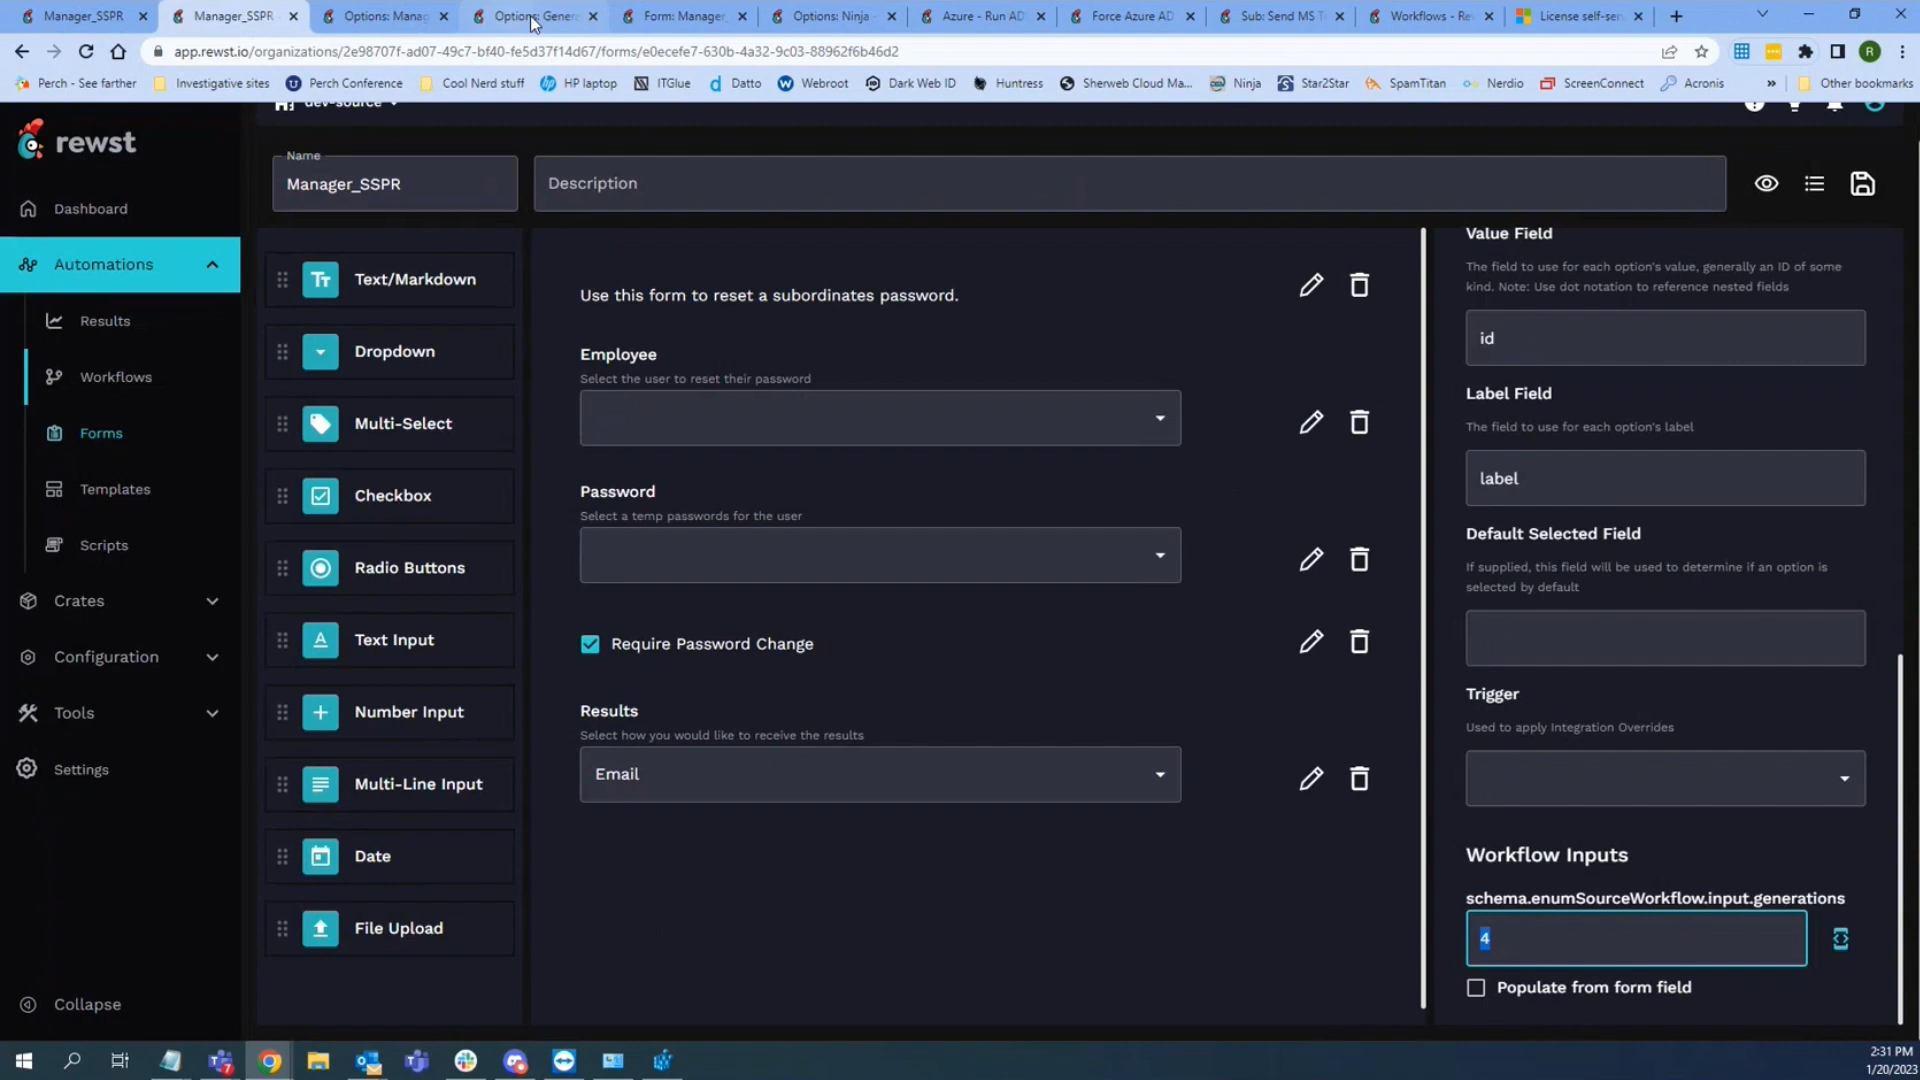 Manager_SSPR
Manager_SSPR
Options: Manag
Options: Gener
Form: Manager_
Options: Ninja -
Azure - Run AD
Force Azure AD
Sub: Send MS T
Workflows - Re
License self-ser
app.rewst.io/organizations/2e98707f-ad07-49c7-bf40-fe5d37f14d67/forms/e0ecefe7-630b-4a32-9c03-88962f6b46d2
R
Perch - See farther
Investigative sites
Perch Conference
Cool Nerd stuff
HP laptop
ITGlue
Datto
Webroot
Dark Web ID
Huntress
Sherweb Cloud Ma...
Ninja
Star2Star
SpamTitan
Nerdio
ScreenConnect
Acronis
»
Other bookmarks
dev-source
rewst
Dashboard
Automations
Results
Workflows
Forms
Templates
Scripts
Crates
Configuration
Tools
Settings
Collapse
Name
Manager_SSPR
Description
Text/Markdown
Dropdown
Multi-Select
Checkbox
Radio Buttons
Text Input
Number Input
Multi-Line Input
Date
File Upload
Use this form to reset a subordinates password.
Employee
Select the user to reset their password
Password
Select a temp passwords for the user
Require Password Change
Results
Select how you would like to receive the results
Email
Value Field
The field to use for each option's value, generally an ID of some
kind. Note: Use dot notation to reference nested fields
id
Label Field
The field to use for each option's label
label
Default Selected Field
If supplied, this field will be used to determine if an option is
selected by default
Trigger
Used to apply Integration Overrides
Workflow Inputs
schema.enumSourceWorkflow.input.generations
4
Populate from form field
7
2:31 PM
1/20/2023